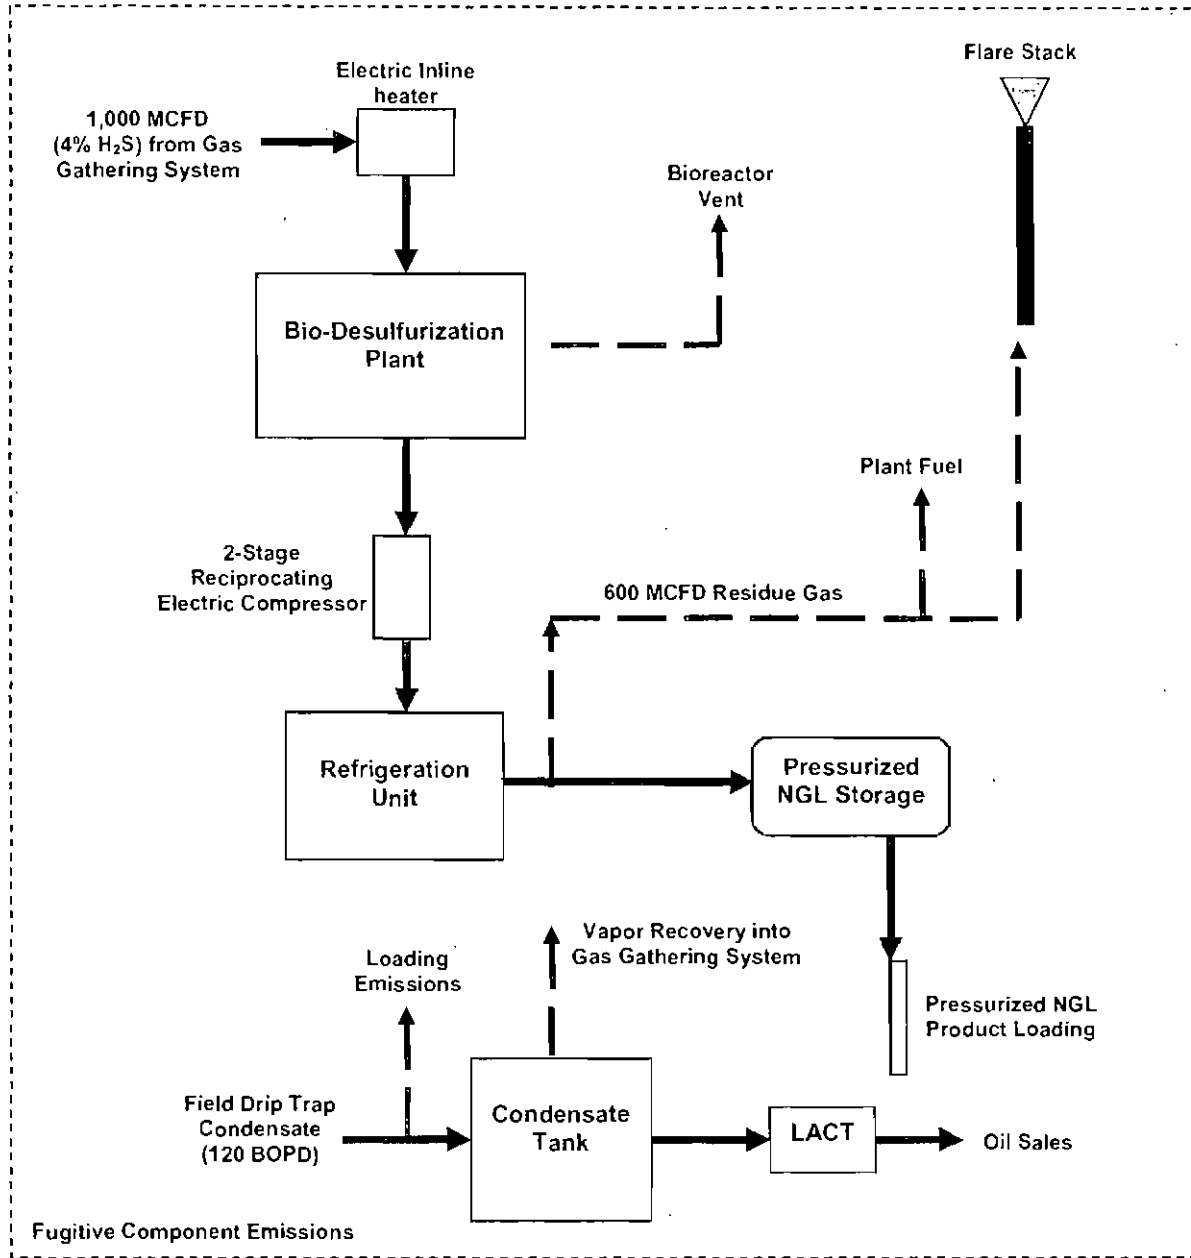 Flare Stack
Electric Inline
heater
1,000 MCFD
(4% H₂S) from Gas
Gathering System
Bioreactor
Vent
Bio-Desulfurization
Plant
Plant Fuel
2-Stage
Reciprocating
Electric Compressor
600 MCFD Residue Gas
Refrigeration
Unit
Pressurized
NGL Storage
Vapor Recovery into
Gas Gathering System
Loading
Emissions
Pressurized NGL
Product Loading
Field Drip Trap
Condensate
(120 BOPD)
Condensate
Tank
LACT
Oil Sales
Fugitive Component Emissions